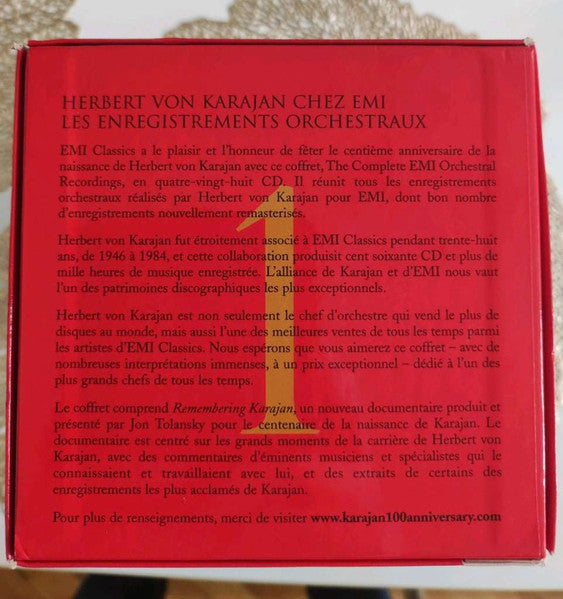 HERBERT VON KARAJAN CHEZ EMI
LES ENREGISTREMENTS ORCHESTRAUX
EMI Classics a le plaisir et l'honneur de fêter le centième anniversaire de la
naissance de Herbert von Karajan avec ce coffret, The Complete EMI Orchestral
Recordings, en quatre-vingt-huit CD. Il réunit tous les enregistrements
orchestraux réalisés par Herbert von Karajan pour EMI, dont bon nombre
d'enregistrements nouvellement remasterisés.
Herbert von Karajan fut étroitement associé à EMI Classics pendant trente-huit
ans, de 1946 à 1984, et cette collaboration produisit cent soixante CD et plus de
mille heures de musique enregistrée. L'alliance de Karajan et d'EMI nous vaut
l'un des patrimoines discographiques les plus exceptionnels.
Herbert von Karajan est non seulement le chef d'orchestre qui vend le plus de
disques au monde, mais aussi l'une des meilleures ventes de tous les temps parmi
les artistes d'EMI Classics. Nous espérons que vous aimerez ce coffret – avec de
nombreuses interprétations immenses, à un prix exceptionnel – dédié à l'un des
plus grands chefs de tous les temps.
Le coffret comprend Remembering Karajan, un nouveau documentaire produit et
présenté par Jon Tolansky pour le centenaire de la naissance de Karajan. Le
documentaire est centré sur les grands moments de la carrière de Herbert von
Karajan, avec des commentaires d'éminents musiciens et spécialistes qui le
connaissaient et travaillaient avec lui, et des extraits de certains des
enregistrements les plus acclamés de Karajan.
Pour plus de renseignements, merci de visiter www.karajan100anniversary.com
1